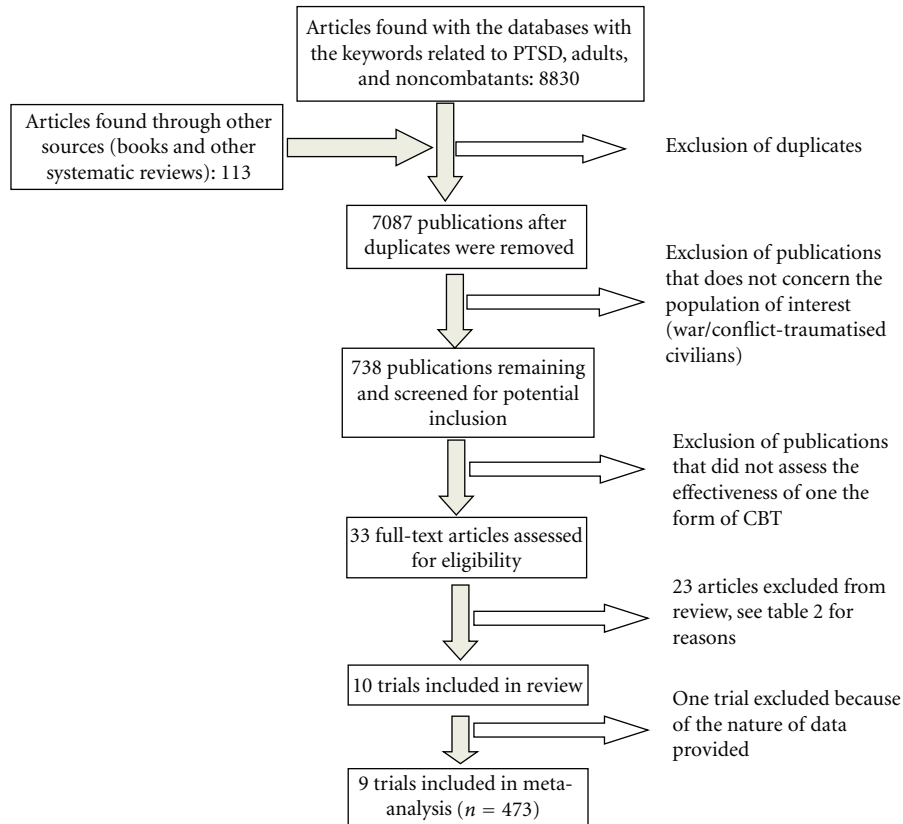 Articles found with the databases with
the keywords related to PTSD, adults,
and noncombatants: 8830
Articles found through other
sources (books and other
systematic reviews): 113
Exclusion of duplicates
7087 publications after
duplicates were removed
Exclusion of publications
that does not concern the
population of interest
(war/conflict-traumatised
civilians)
738 publications remaining
and screened for potential
inclusion
Exclusion of publications
that did not assess the
effectiveness of one the
form of CBT
33 full-text articles assessed
for eligibility
23 articles excluded from
review, see table 2 for
reasons
10 trials included in review
One trial excluded because
of the nature of data
provided
9 trials included in meta-
analysis (n = 473)